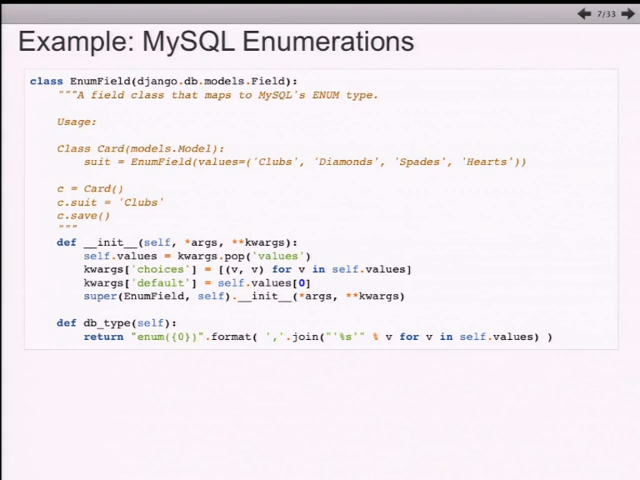 7/33
Example: MySQL Enumerations
class EnumField(django.db.models.Field):
    """A field class that maps to MySQL's ENUM type.
    Usage:
    Class Card(models.Model):
        suit = EnumField(values=('Clubs', 'Diamonds', 'Spades', 'Hearts'))
    c = Card()
    c.suit = 'Clubs'
    c.save()
    """
    def __init__(self, *args, **kwargs):
        self.values = kwargs.pop('values')
        kwargs['choices'] = [(v, v) for v in self.values]
        kwargs['default'] = self.values[0]
        super(EnumField, self).__init__(*args, **kwargs)
    def db_type(self):
        return "enum({0})".format( ','.join("'%s'" % v for v in self.values) )